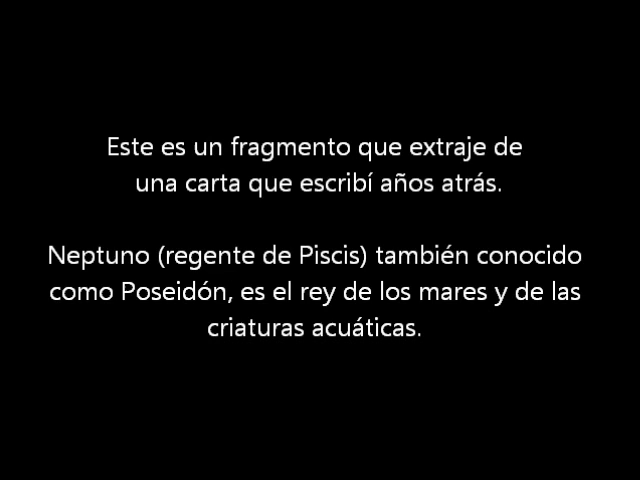 Este es un fragmento que extraje de
una carta que escribí años atrás.
Neptuno (regente de Piscis) también conocido
como Poseidón, es el rey de los mares y de las
criaturas acuáticas.